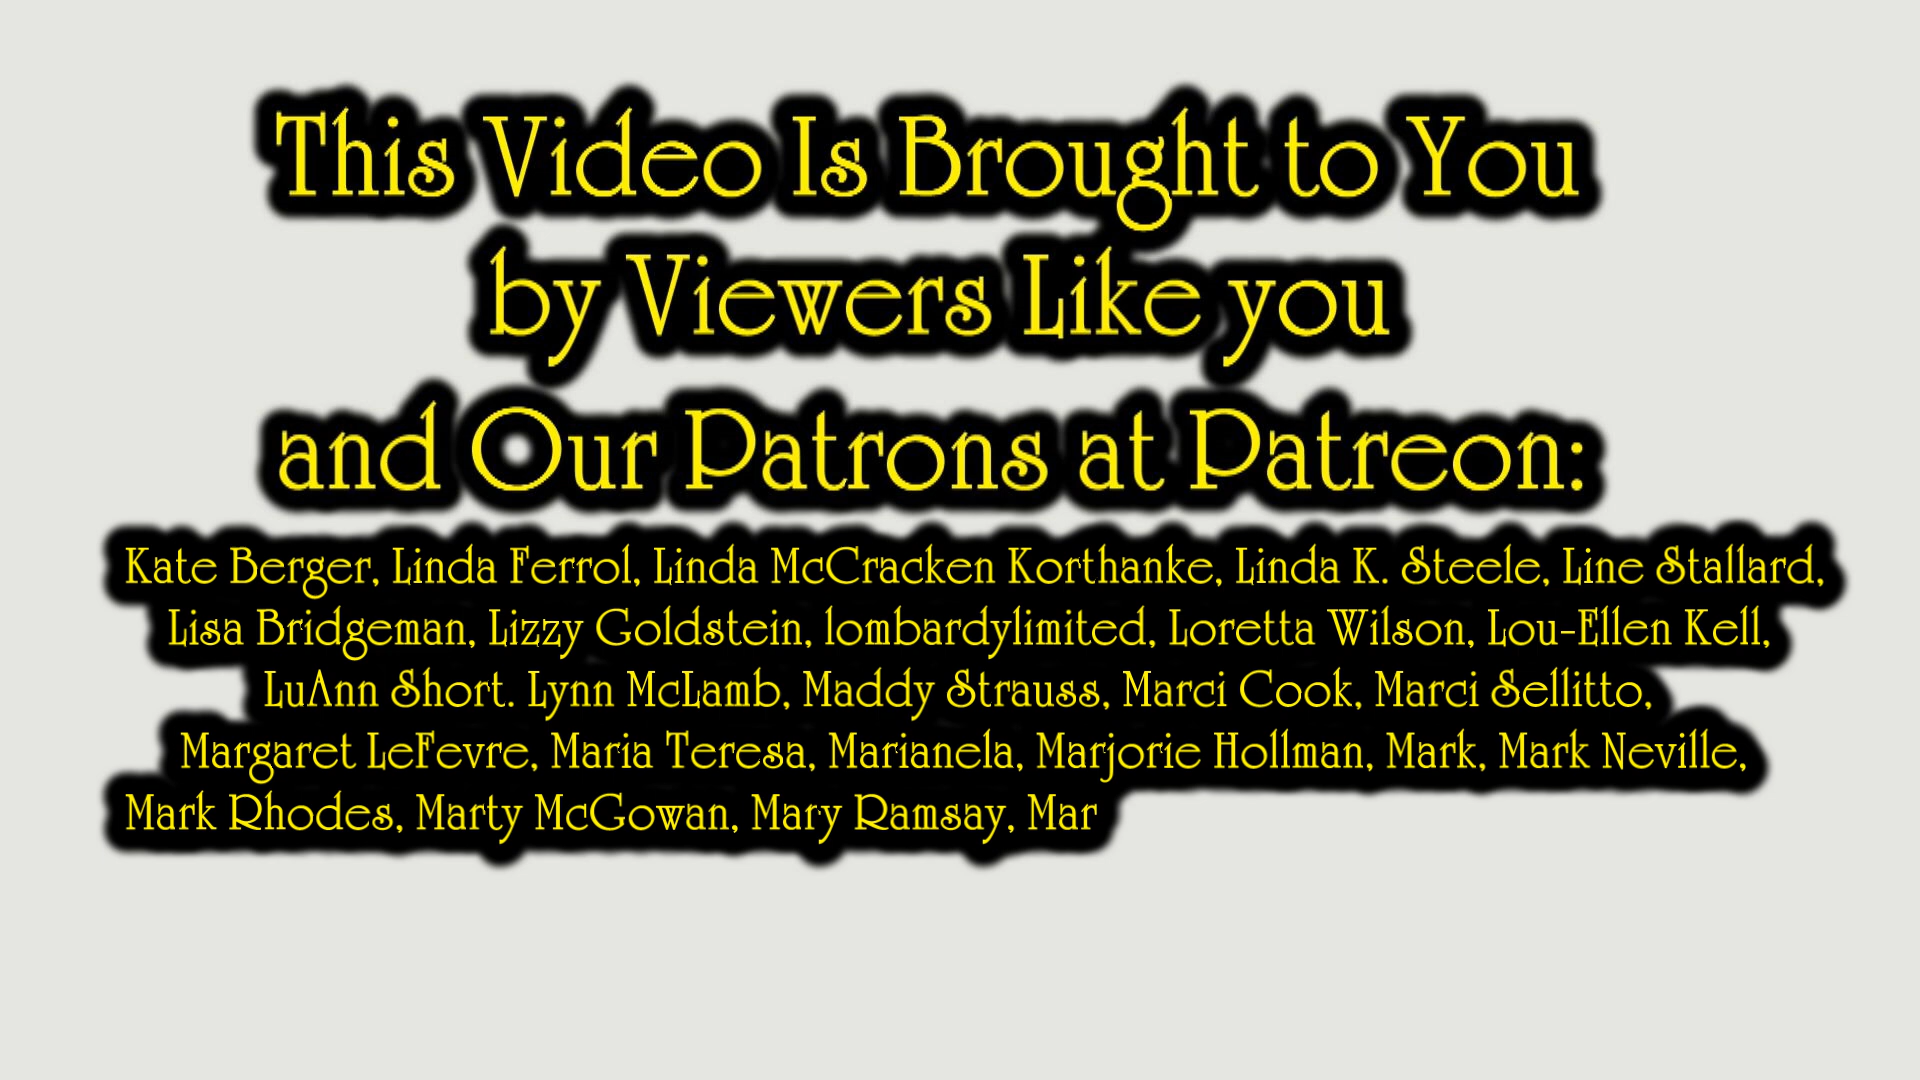 This Video Is Brought to You
by Viewers Like you
and Our Patrons at Patreon:
Kate Berger, Linda Ferrol, Linda McCracken Korthanke, Linda K. Steele, Line Stallard,
Lisa Bridgeman, Lizzy Goldstein, lombardylimited, Loretta Wilson, Lou-Ellen Kell,
LuAnn Short. Lynn McLamb, Maddy Strauss, Marci Cook, Marci Sellitto,
Margaret LeFevre, Maria Teresa, Marianela, Marjorie Hollman, Mark, Mark Neville,
Mark Rhodes, Marty McGowan, Mary Ramsay, Mar